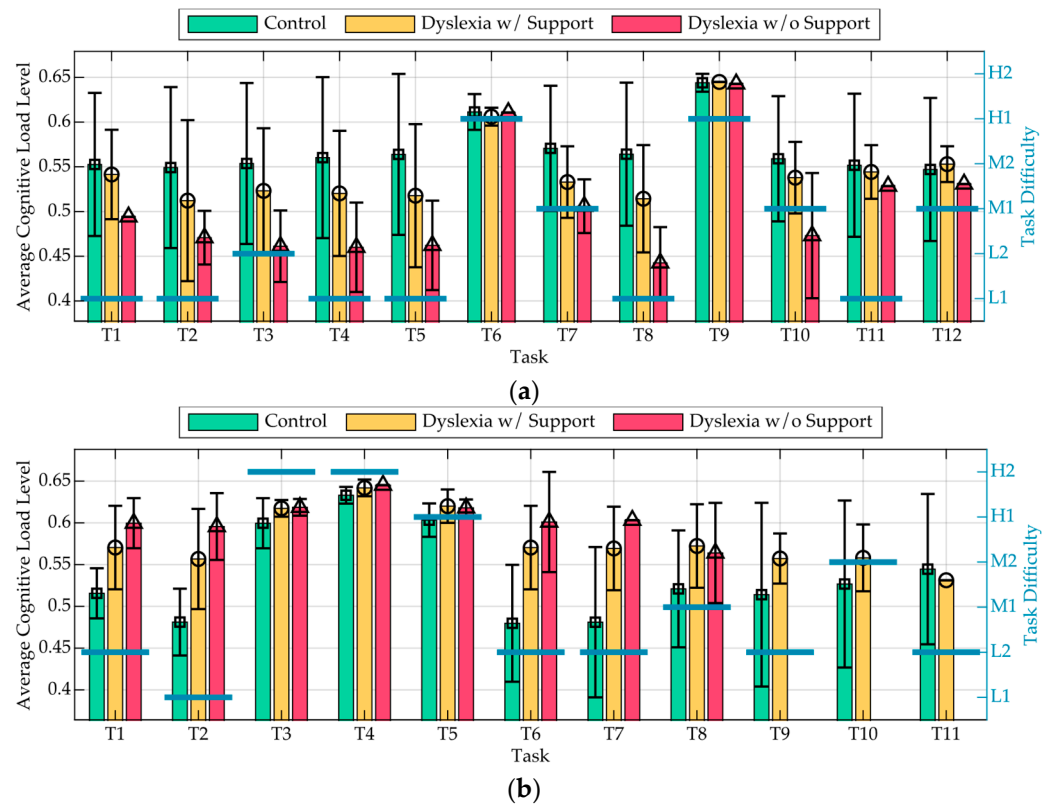 (a)
Control Dyslexia w/ Support Dyslexia w/o Support
Average Cognitive Load Level
0.65
0.6
0.55
0.5
0.45
0.4
H2
H1
M2
M1
L2
L1
Task Difficulty
T1 T2 T3 T4 T5 T6 T7 T8 T9 T10 T11 T12
Task
(a)
Control Dyslexia w/ Support Dyslexia w/o Support
Average Cognitive Load Level
0.65
0.6
0.55
0.5
0.45
0.4
H2
H1
M2
M1
L2
L1
Task Difficulty
T1 T2 T3 T4 T5 T6 T7 T8 T9 T10 T11
Task
(b)